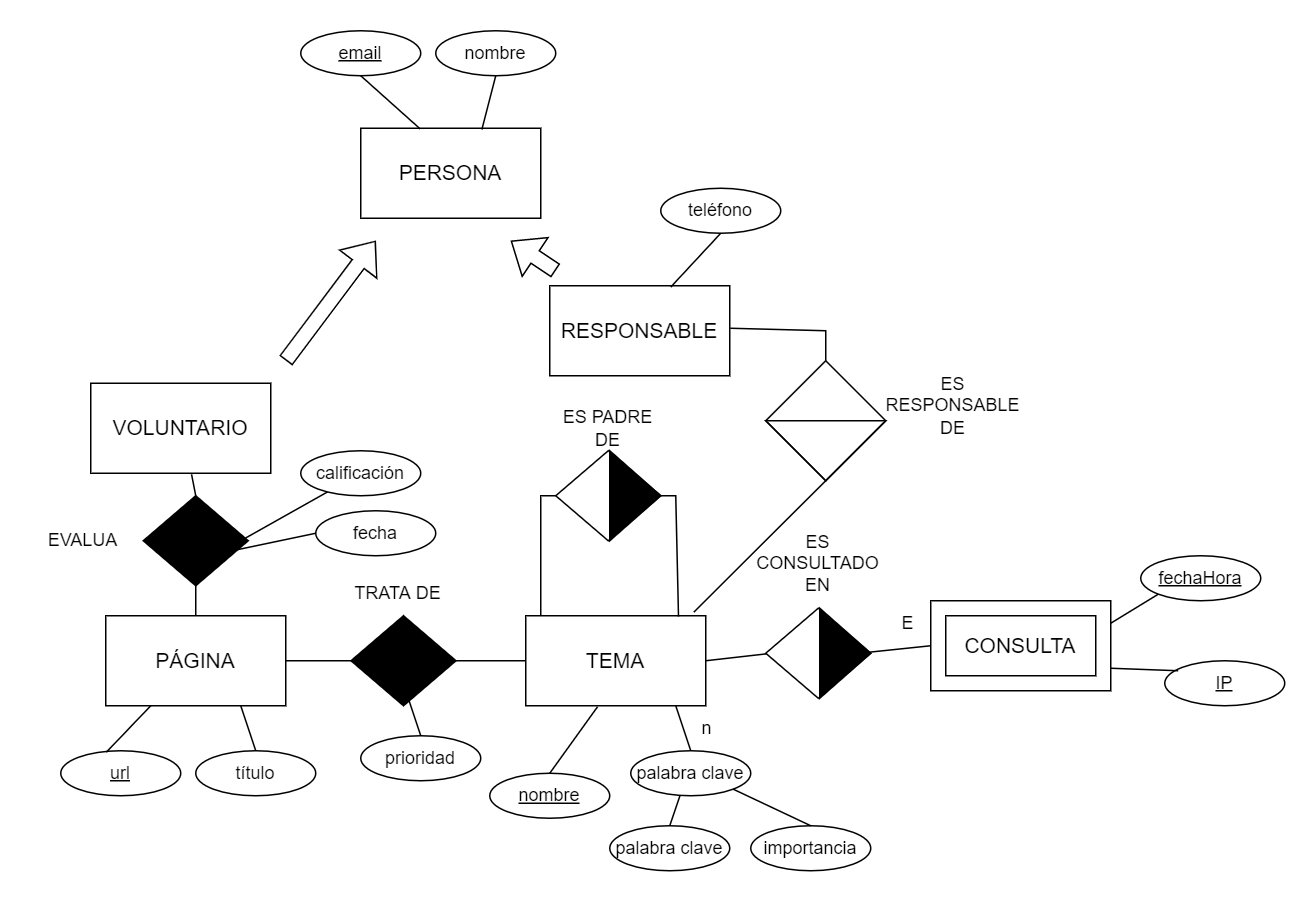 email
nombre
PERSONA
teléfono
RESPONSABLE
ES
RESPONSABLE
DE
VOLUNTARIO
ES PADRE
DE
calificación
fecha
EVALUA
ES
CONSULTADO
EN
TRATA DE
fechaHora
E
CONSULTA
PÁGINA
TEMA
IP
n
prioridad
url
título
nombre
palabra clave
palabra clave
importancia